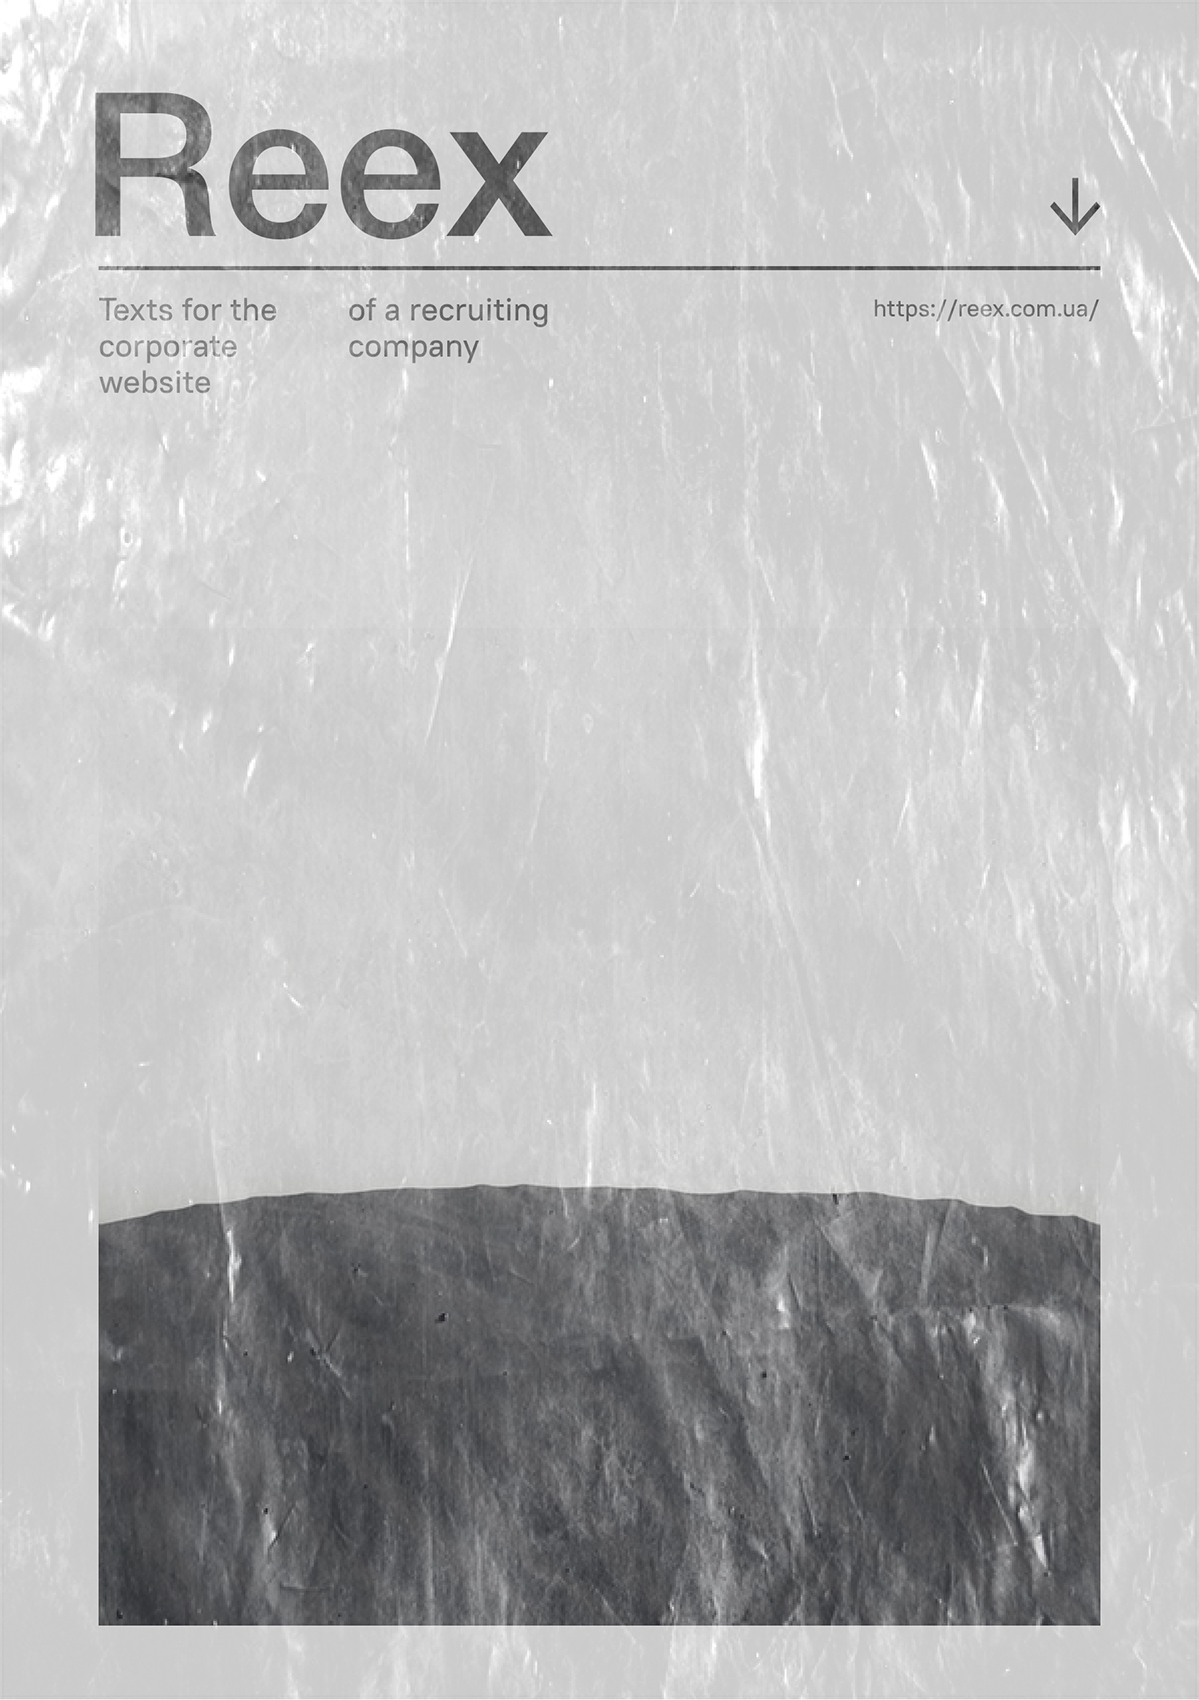 Reex
Texts for the
corporate
website
of a recruiting
company
https://reex.com.ua/